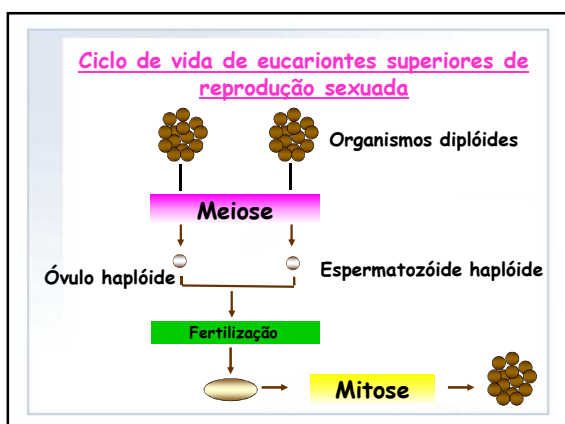 Ciclo de vida de eucariontes superiores de
reprodução sexuada
Organismos diplóides
Meiose
Óvulo haplóide
Espermatozóide haplóide
Fertilização
Mitose